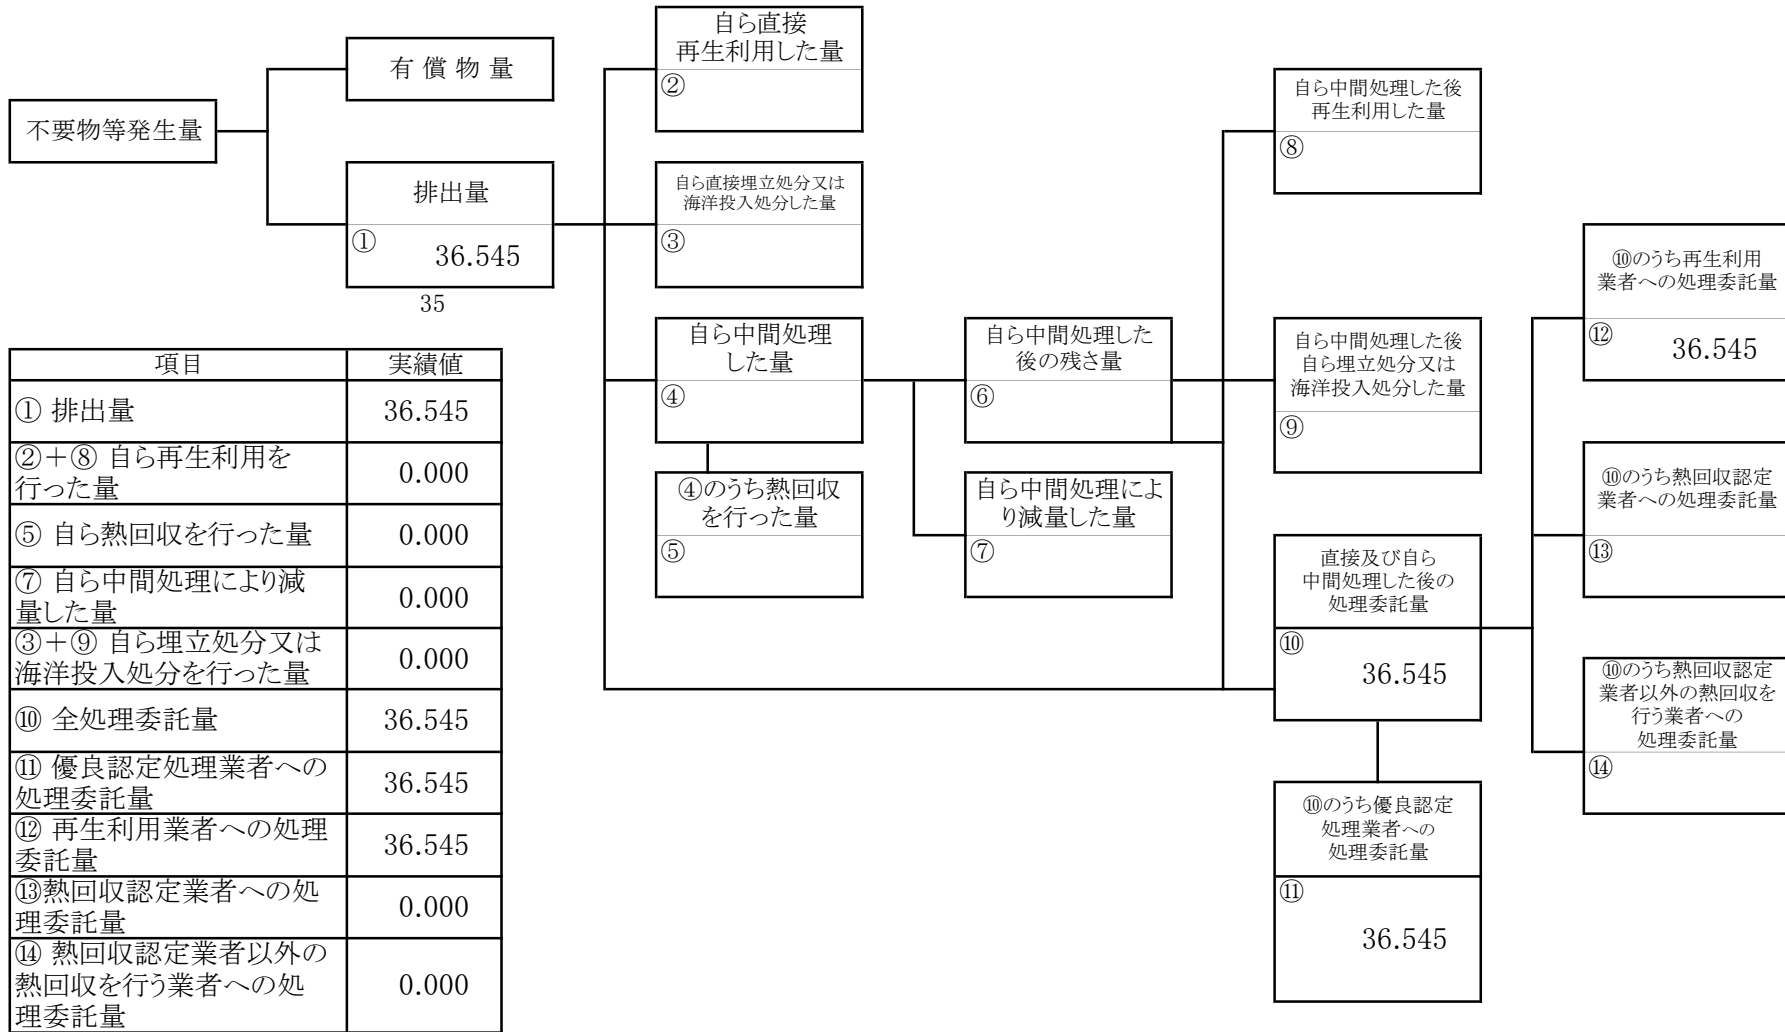 不要物等発生量
有 償 物 量
排出量
①
36.545
35
自ら直接
再生利用した量
②
自ら直接埋立処分又は
海洋投入処分した量
③
自ら中間処理
した量
④
④のうち熱回収
を行った量
⑤
自ら中間処理した
後の残さ量
⑥
自ら中間処理によ
り減量した量
⑦
自ら中間処理した後
再生利用した量
⑧
自ら中間処理した後
自ら埋立処分又は
海洋投入処分した量
⑨
直接及び自ら
中間処理した後の
処理委託量
⑩
36.545
⑩のうち優良認定
処理業者への
処理委託量
⑪
36.545
⑩のうち再生利用
業者への処理委託量
⑫
36.545
⑩のうち熱回収認定
業者への処理委託量
⑬
⑩のうち熱回収認定
業者以外の熱回収を
行う業者への
処理委託量
⑭
項目 実績値
① 排出量 36.545
②＋⑧ 自ら再生利用を
行った量 0.000
⑤ 自ら熱回収を行った量 0.000
⑦ 自ら中間処理により減
量した量 0.000
③＋⑨ 自ら埋立処分又は
海洋投入処分を行った量 0.000
⑩ 全処理委託量 36.545
⑪ 優良認定処理業者への
処理委託量 36.545
⑫ 再生利用業者への処理
委託量 36.545
⑬熱回収認定業者への処
理委託量 0.000
⑭ 熱回収認定業者以外の
熱回収を行う業者への処
理委託量 0.000